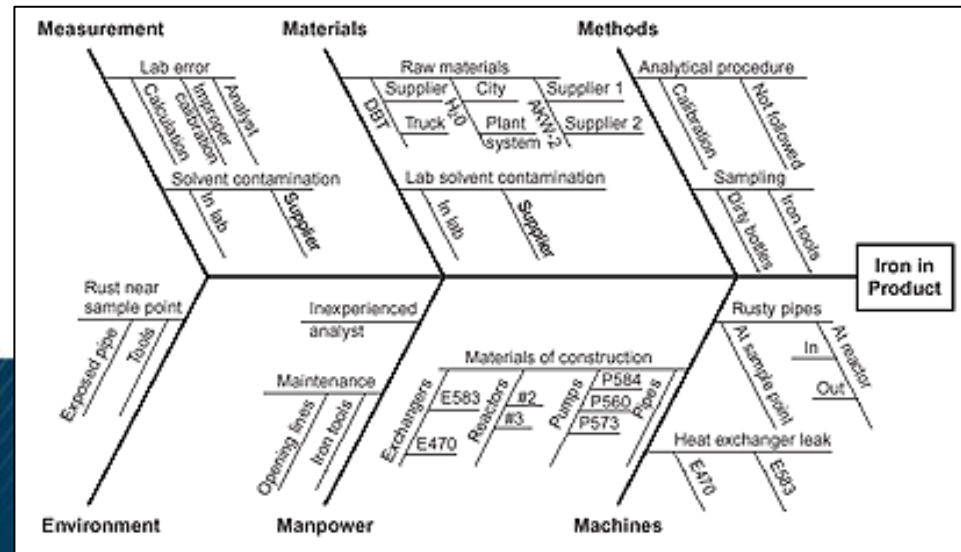 Measurement
Materials
Methods
Lab error
Calculation
Improper
calibration
Analyst
Solvent contamination
In lab
Supplier
Raw materials
DBT
Supplier
Truck
H₂0
City
Plant
system
AKW-2
Supplier 1
Supplier 2
Lab solvent contamination
In lab
Supplier
Analytical procedure
Calibration
Not followed
Sampling
Dirty bottles
Iron tools
Iron in
Product
Rust near
sample point
Exposed pipe
Tools
Inexperienced
analyst
Maintenance
Opening lines
Iron tools
Materials of construction
Exchangers
E583
E470
Reactors
#2
#3
Pumps
P584
P560
P573
Pipes
Rusty pipes
At sample point
At reactor
In
Out
Heat exchanger leak
E470
E583
Environment
Manpower
Machines